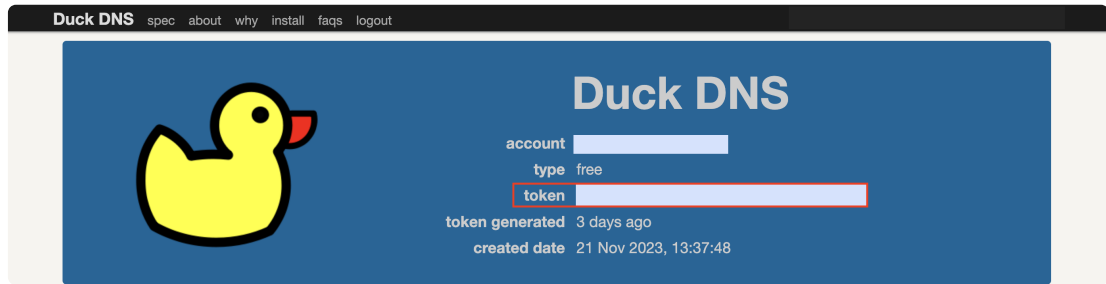 Duck DNS spec about why install faqs logout
Duck DNS
account
type free
token
token generated 3 days ago
created date 21 Nov 2023, 13:37:48